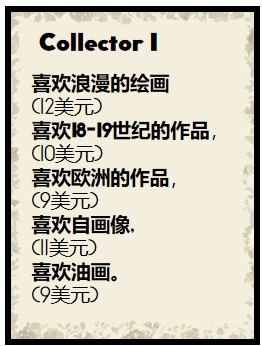 Collector 1
喜欢浪漫的绘画
(12美元)
喜欢18-19世纪的作品，
(10美元)
喜欢欧洲的作品，
(9美元)
喜欢自画像.
(11美元)
喜欢油画。
(9美元)